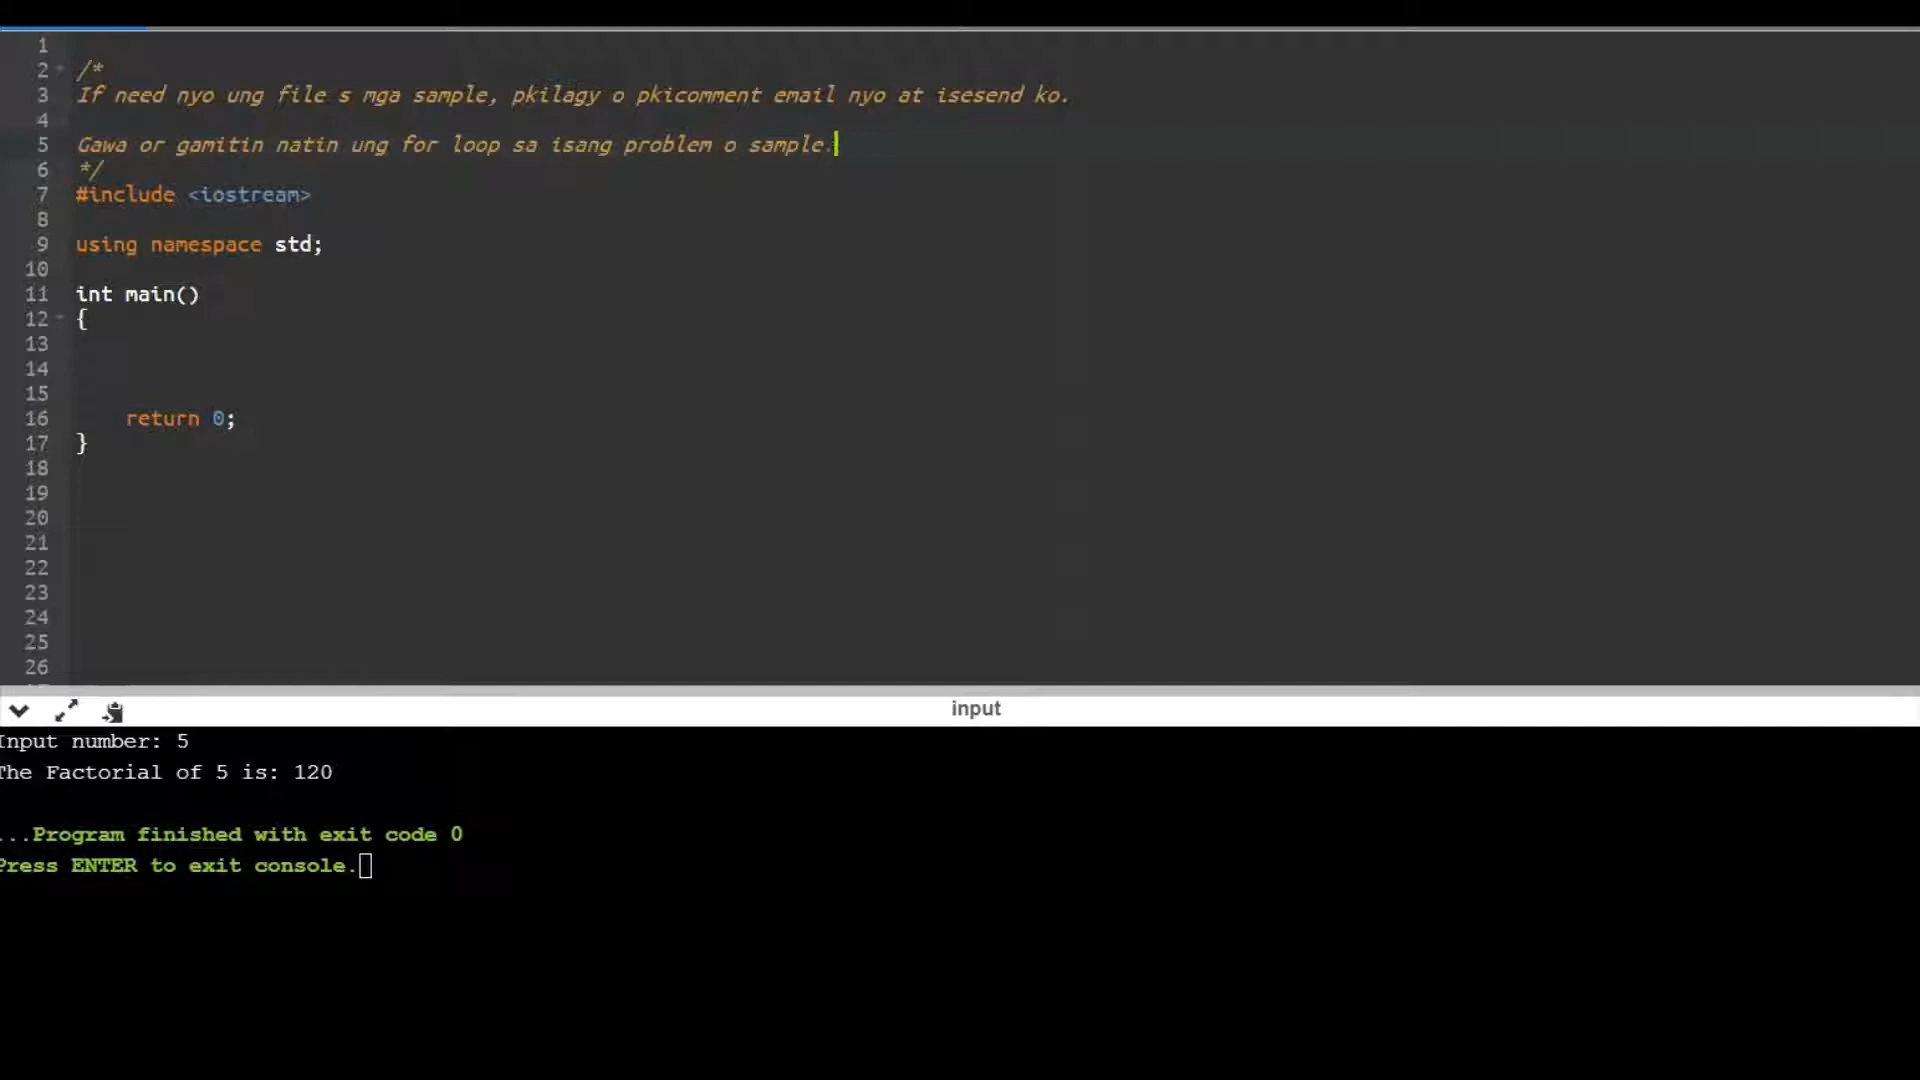 1
2 /*
3 If need nyo ung file s mga sample, pkilagy o pkicomment email nyo at isesend ko.
4
5 Gawa or gamitin natin ung for loop sa isang problem o sample.
6 */
7 #include <iostream>
8
9 using namespace std;
10
11 int main()
12 {
13
14
15
16 return 0;
17 }
18
19
20
21
22
23
24
25
26
input
Input number: 5
The Factorial of 5 is: 120
...Program finished with exit code 0
Press ENTER to exit console.